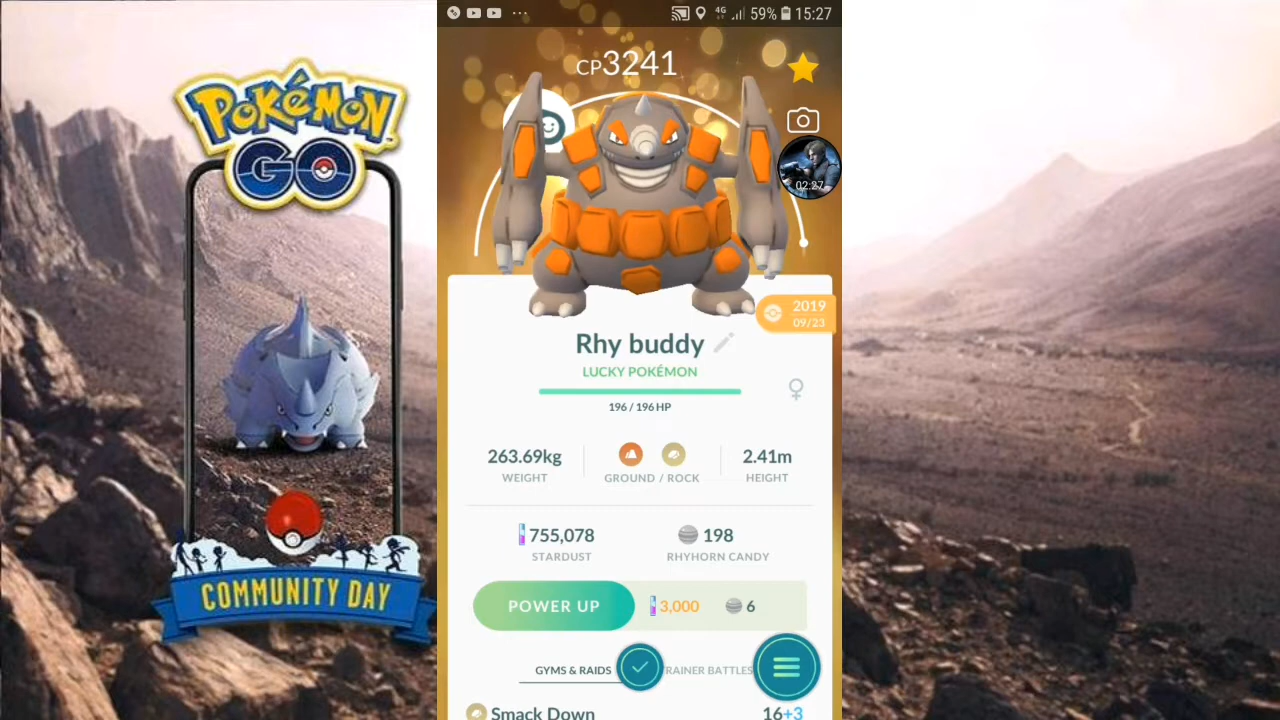 POKÉMON
GO
COMMUNITY DAY
4G 59% 15:27
CP3241
02:27
2019
09/23
Rhy buddy
LUCKY POKÉMON
196 / 196 HP
263.69kg
WEIGHT
GROUND / ROCK
2.41m
HEIGHT
755,078
STARDUST
198
RHYHORN CANDY
POWER UP 3,000 6
GYMS & RAIDS TRAINER BATTLES
Smack Down 16+3